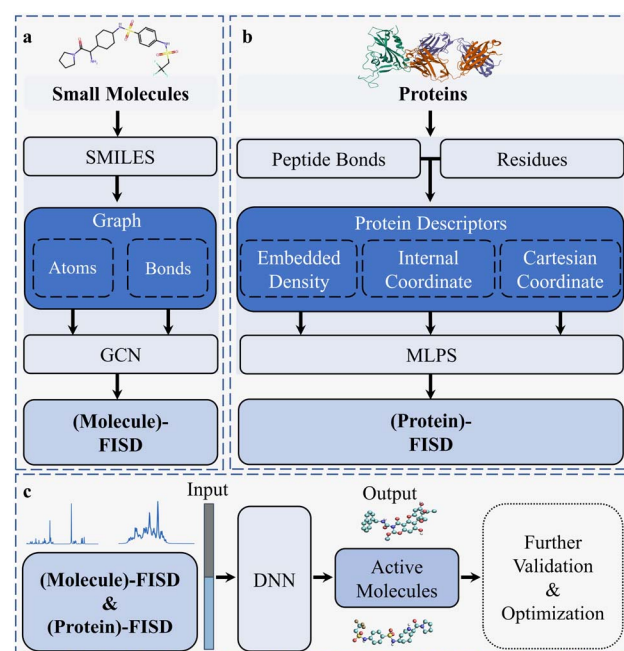 a
Small Molecules
SMILES
Graph
Atoms
Bonds
GCN
(Molecule)-
FISD
b
Proteins
Peptide Bonds
Residues
Protein Descriptors
Embedded
Density
Internal
Coordinate
Cartesian
Coordinate
MLPS
(Protein)-
FISD
c
Input
(Molecule)-FISD
&
(Protein)-FISD
DNN
Output
Active
Molecules
Further
Validation
&
Optimization